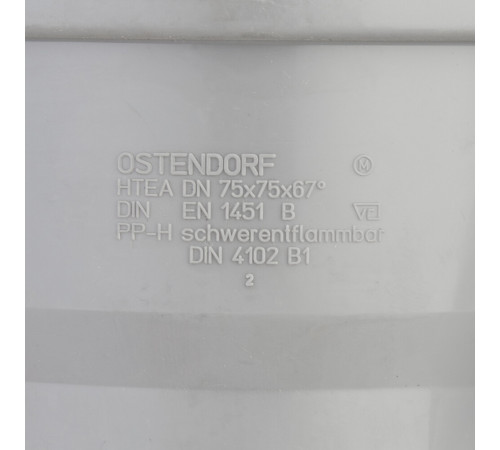 OSTENDORF M
HTEA DN 75x75x67°
DIN EN 1451 B
PP-H schwerentflammbar
DIN 4102 B1
2